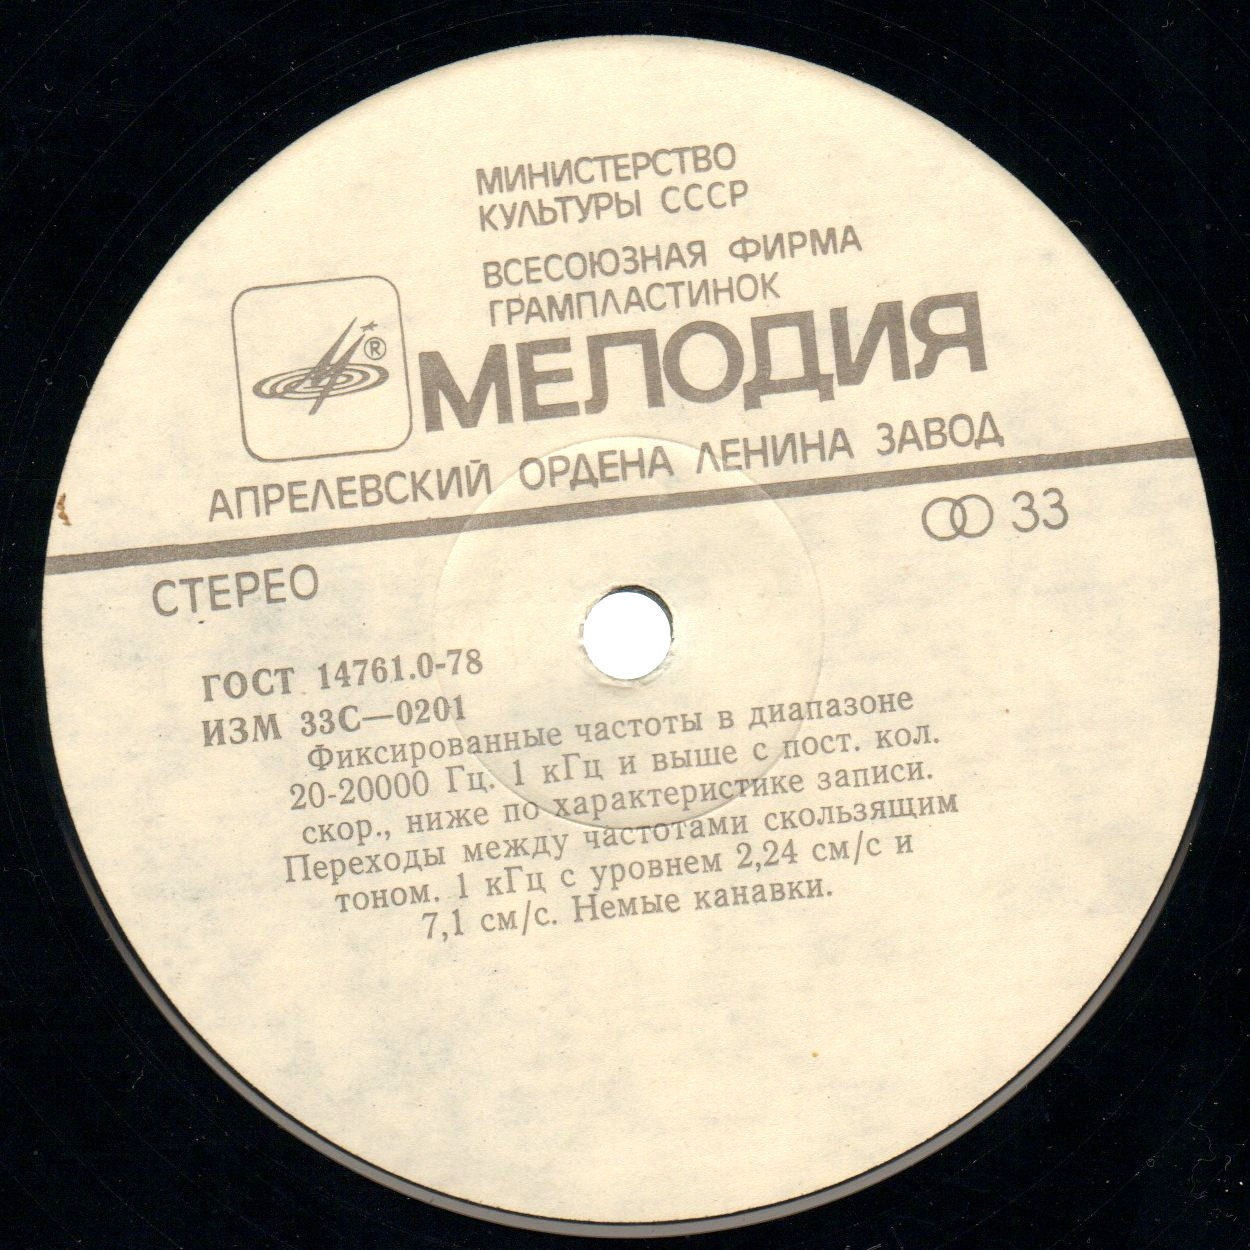 МИНИСТЕРСТВО
КУЛЬТУРЫ СССР
ВСЕСОЮЗНАЯ ФИРМА
ГРАМПЛАСТИНОК
®
МЕЛОДИЯ
АПРЕЛЕВСКИЙ ОРДЕНА ЛЕНИНА ЗАВОД
33
СТЕРЕО
ГОСТ 14761.0-78
ИЗМ 33С—0201
Фиксированные частоты в диапазоне
20-20000 Гц. 1 кГц и выше с пост. кол.
скор., ниже по характеристике записи.
Переходы между частотами скользящим
тоном. 1 кГц с уровнем 2,24 см/с и
7,1 см/с. Немые канавки.